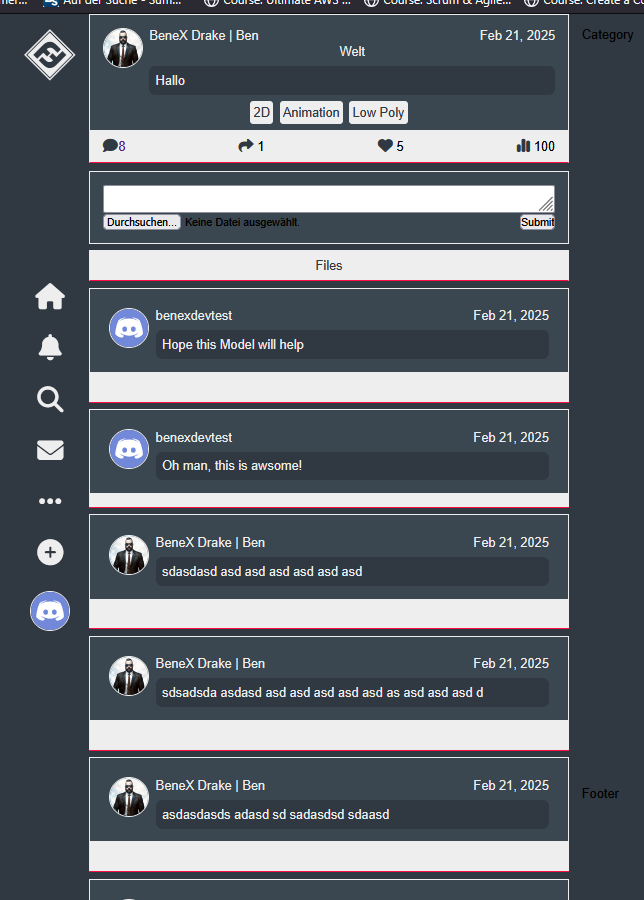 mer...
Auf der Suche - Sum...
Course: Ultimate AWS ...
Course: Scrum & Agile...
Course: Create a Co
BeneX Drake | Ben
Feb 21, 2025
Category
Welt
Hallo
2D
Animation
Low Poly
8
1
5
100
Durchsuchen...
Keine Datei ausgewählt.
Submit
Files
benexdevtest
Feb 21, 2025
Hope this Model will help
benexdevtest
Feb 21, 2025
Oh man, this is awsome!
BeneX Drake | Ben
Feb 21, 2025
sdasdasd asd asd asd asd asd asd
BeneX Drake | Ben
Feb 21, 2025
sdsadsda asdasd asd asd asd asd asd as asd asd asd d
BeneX Drake | Ben
Feb 21, 2025
asdasdasds adasd sd sadasdsd sdaasd
Footer